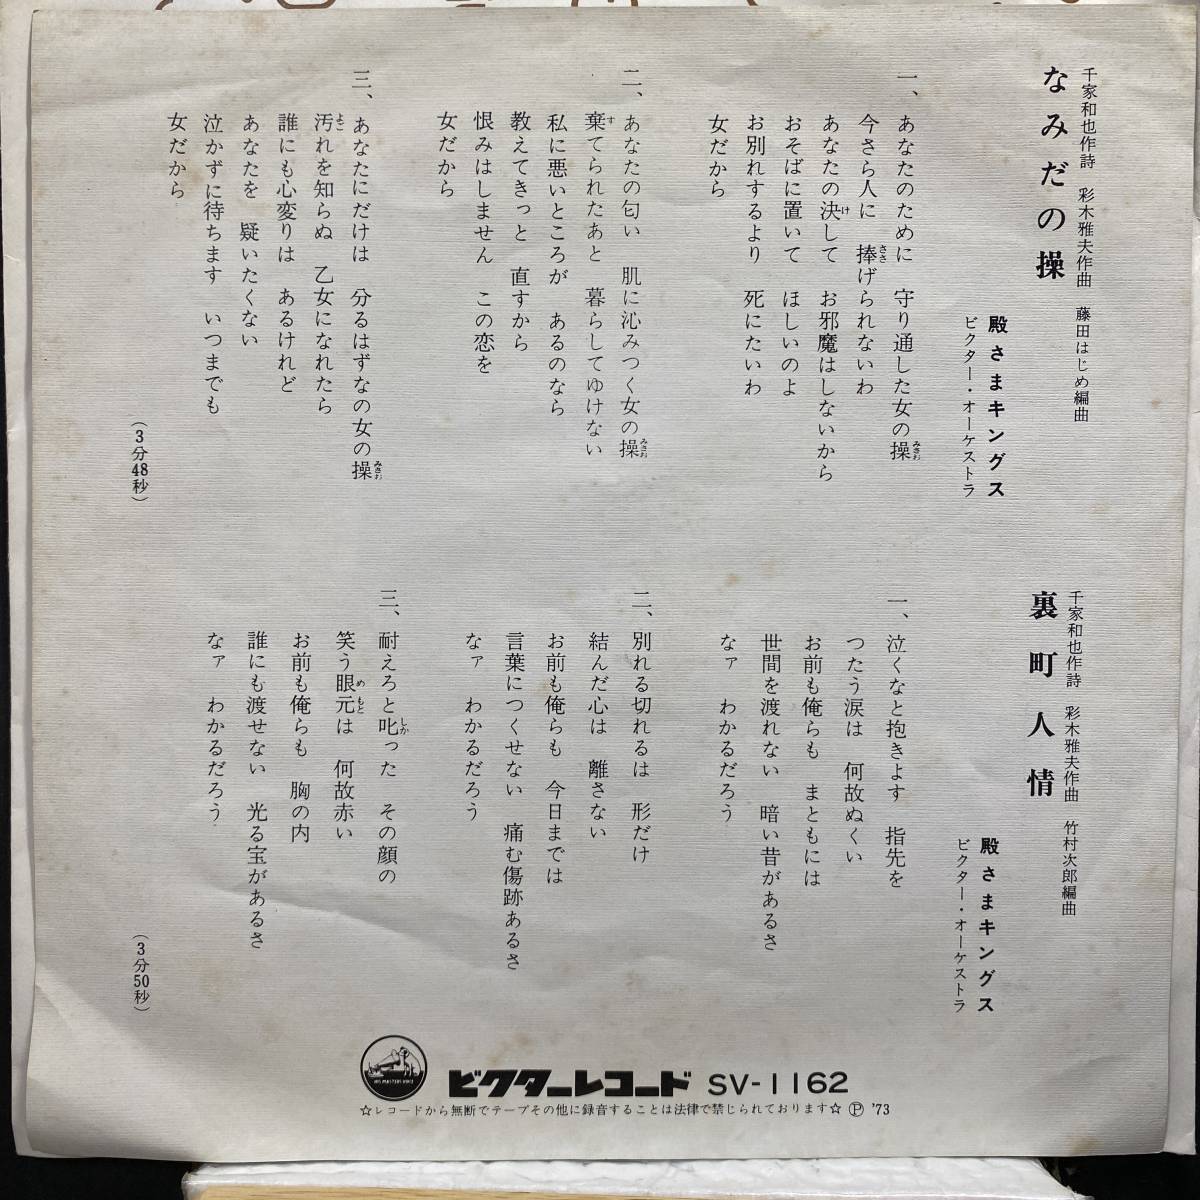 千家和也作詩　彩木雅夫作曲　藤田はじめ編曲
なみだの操
殿さまキングス
ビクター・オーケストラ
一、あなたのために　守り通した女の操
今さら人に　捧げられないわ
あなたの決して　お邪魔はしないから
おそばに置いて　ほしいのよ
お別れするより　死にたいわ
女だから
二、あなたの匂い　肌に沁みつく女の操
棄てられたあと　暮らしてゆけない
私に悪いところが　あるのなら
教えてきっと　直すから
恨みはしません　この恋を
女だから
三、あなたにだけは　分るはずなの女の操
汚れを知らぬ　乙女になれたら
誰にも心変りは　あるけれど
あなたを　疑いたくない
泣かずに待ちます　いつまでも
女だから
（3分48秒）
千家和也作詩　彩木雅夫作曲　竹村次郎編曲
裏町人情
殿さまキングス
ビクター・オーケストラ
一、泣くなと抱きよす　指先を
つたう涙は　何故ぬくい
お前も俺らも　まともには
世間を渡れない　暗い昔があるさ
なァ　わかるだろう
二、別れる切れるは　形だけ
結んだ心は　離さない
お前も俺らも　今日までは
言葉につくせない　痛む傷跡あるさ
なァ　わかるだろう
三、耐えろと叱った　その顔の
笑う眼元は　何故赤い
お前も俺らも　胸の内
誰にも渡せない　光る宝があるさ
なァ　わかるだろう
（3分50秒）
HIS MASTER'S VOICE
ビクターレコード SV-1162
☆レコードから無断でテープその他に録音することは法律で禁じられております☆ Ⓟ '73